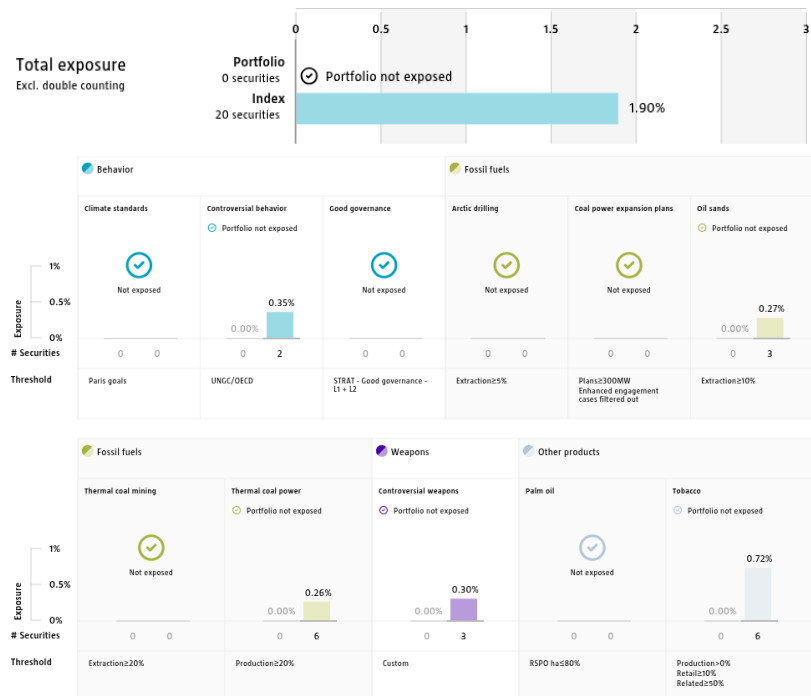 0 0.5 1 1.5 2 2.5 3
Total exposure
Excl. double counting
Portfolio
0 securities
Portfolio not exposed
Index
20 securities
1.90%
Behavior
Fossil fuels
Climate standards
Controversial behavior
Good governance
Arctic drilling
Coal power expansion plans
Oil sands
Portfolio not exposed
Portfolio not exposed
Exposure
1%
0.5%
0%
Not exposed
0.00%
0.35%
Not exposed
Not exposed
Not exposed
0.00%
0.27%
# Securities
0 0
0 2
0 0
0 0
0 0
0 3
Threshold
Paris goals
UNGC/OECD
STRAT - Good governance -
L1 + L2
Extraction≥5%
Plans≥300MW
Enhanced engagement
cases filtered out
Extraction≥10%
Fossil fuels
Weapons
Other products
Thermal coal mining
Thermal coal power
Controversial weapons
Palm oil
Tobacco
Portfolio not exposed
Portfolio not exposed
Portfolio not exposed
Exposure
1%
0.5%
0%
Not exposed
0.00%
0.26%
0.00%
0.30%
Not exposed
0.00%
0.72%
# Securities
0 0
0 6
0 3
0 0
0 6
Threshold
Extraction≥20%
Production≥20%
Custom
RSPO ha≤80%
Production>0%
Retail≥10%
Related≥50%